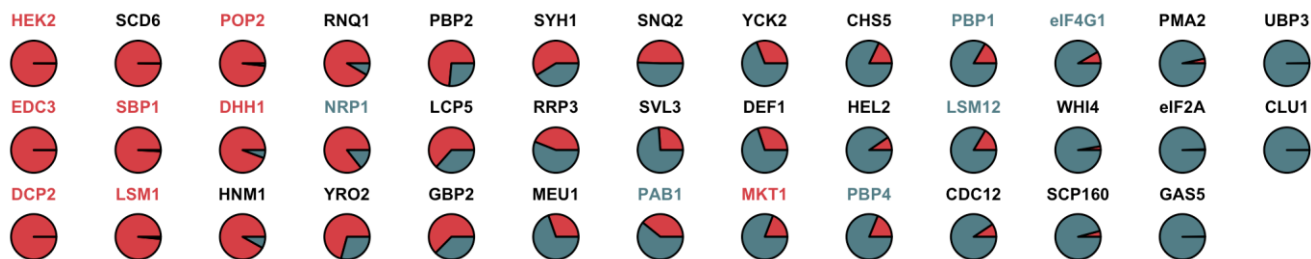 HEK2 SCD6 POP2 RNQ1 PBP2 SYH1 SNQ2 YCK2 CHS5 PBP1 eIF4G1 PMA2 UBP3
EDC3 SBP1 DHH1 NRP1 LCP5 RRP3 SVL3 DEF1 HEL2 LSM12 WHI4 eIF2A CLU1
DCP2 LSM1 HNM1 YRO2 GBP2 MEU1 PAB1 MKT1 PBP4 CDC12 SCP160 GAS5